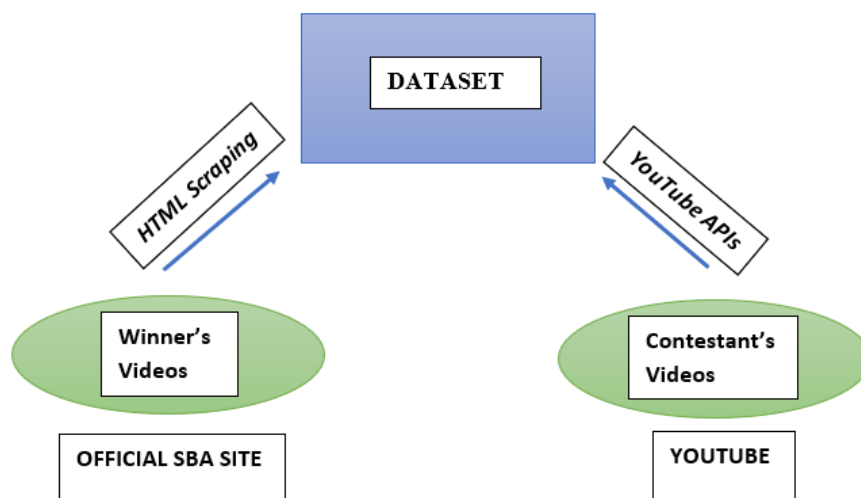 DATASET
HTML Scraping
YouTube APIs
Winner’s
Videos
Contestant’s
Videos
OFFICIAL SBA SITE
YOUTUBE